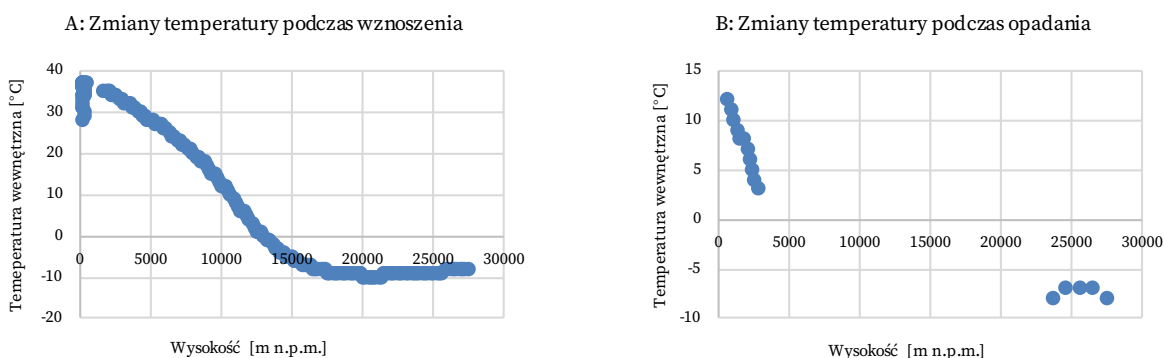 A: Zmiany temperatury podczas wznoszenia
Temeperatura wewnętrzna [°C]
40
30
20
10
0
-10
-20
0 5000 10000 15000 20000 25000 30000
Wysokość [m n.p.m.]
B: Zmiany temperatury podczas opadania
Temperatura wewnętrzna [°C]
15
10
5
0
-5
-10
0 5000 10000 15000 20000 25000 30000
Wysokość [m n.p.m.]